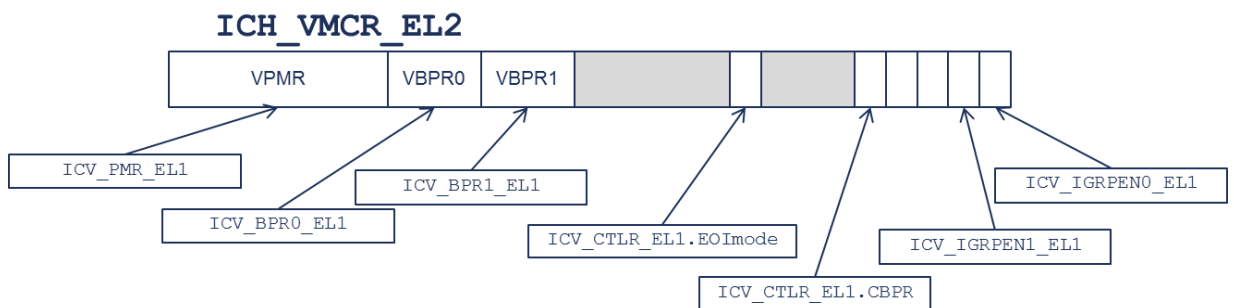 ICH_VMCR_EL2
VPMR
VBPR0
VBPR1
ICV_PMR_EL1
ICV_BPR1_EL1
ICV_IGRPEN0_EL1
ICV_BPR0_EL1
ICV_CTLR_EL1.EOImode
ICV_IGRPEN1_EL1
ICV_CTLR_EL1.CBPR